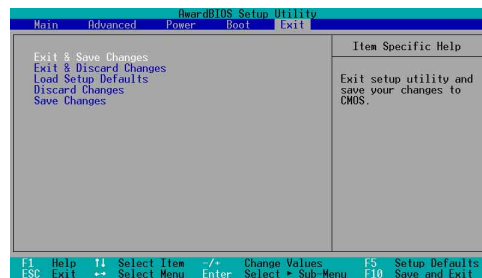 AwardBIOS Setup Utility
Main Advanced Power Boot Exit
Exit & Save Changes
Exit & Discard Changes
Load Setup Defaults
Discard Changes
Save Changes
Item Specific Help
Exit setup utility and
save your changes to
CMOS.
F1 Help ↑↓ Select Item -/+ Change Values F5 Setup Defaults
ESC Exit ←→ Select Menu Enter Select ► Sub-Menu F10 Save and Exit